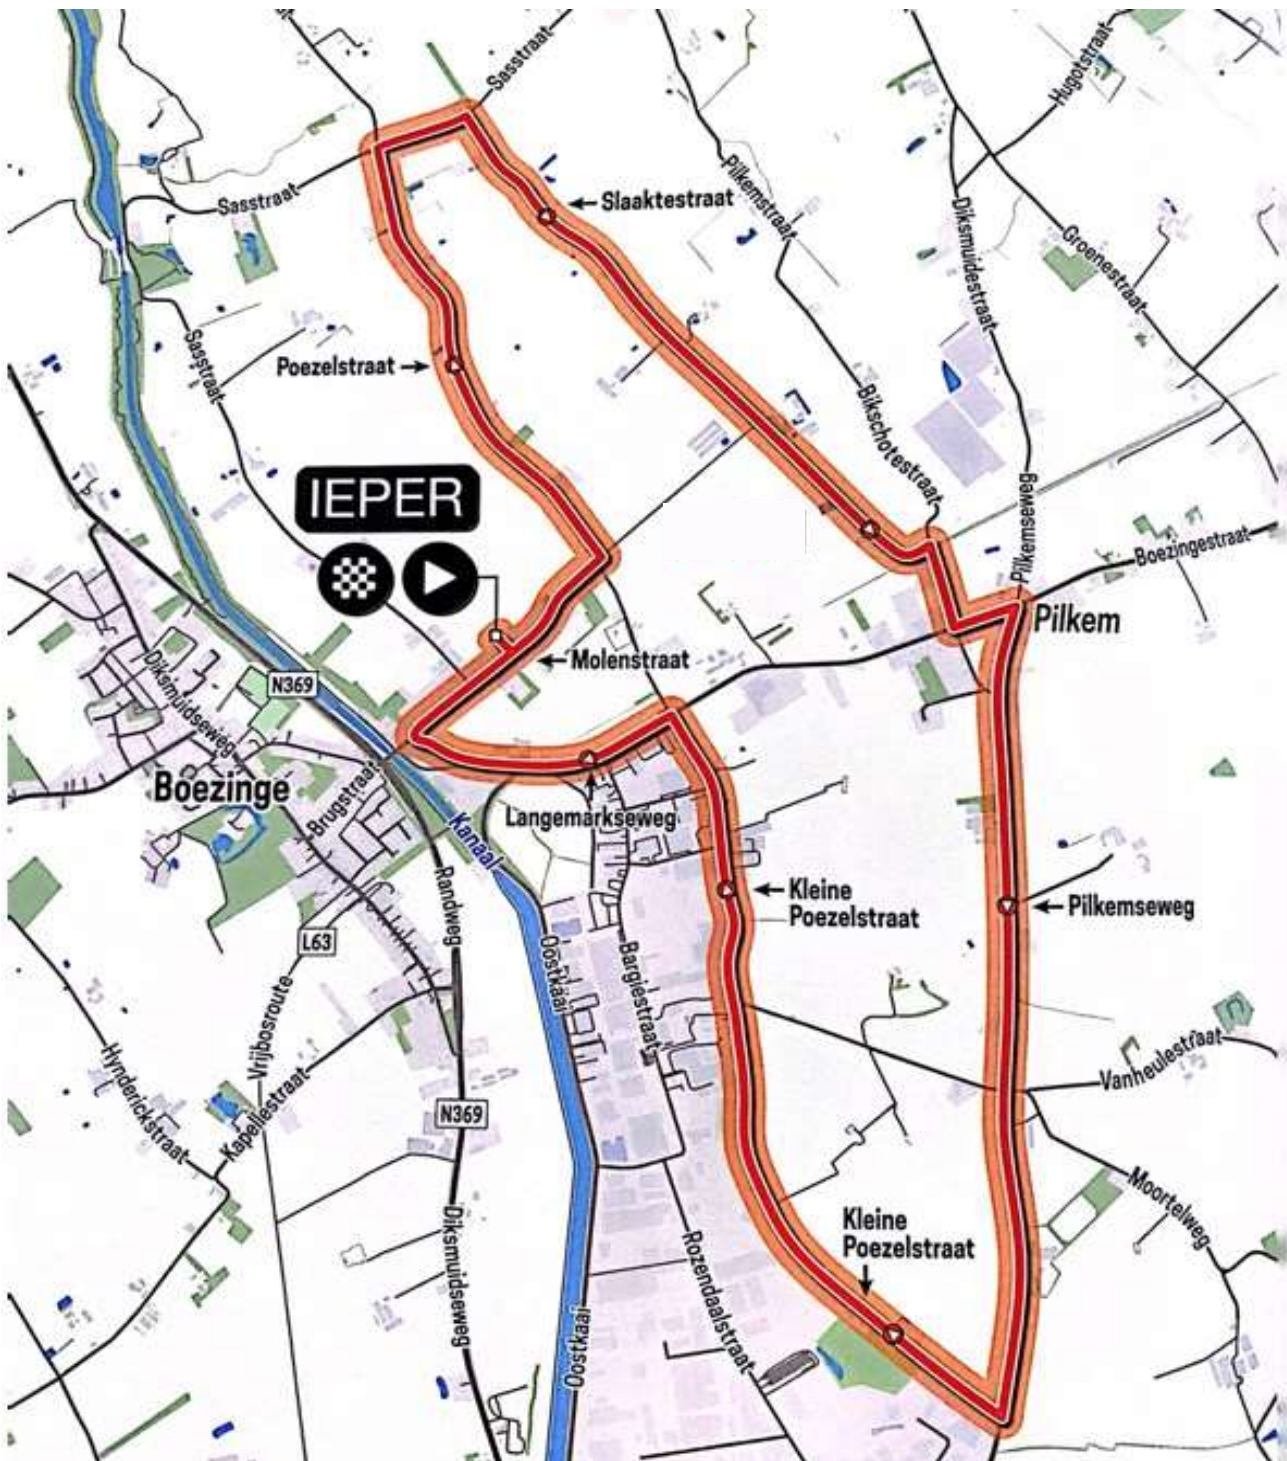 Sasstraat
Hugotstraat
Sasstraat
Slaaktestraat
Pilkemstraat
Diksmuidestraat
Groenestraat
Sasstraat
Poezelstraat
Bikschotestraat
IEPER
Pilkemseweg
Boezingestraat
Pilkem
Molenstraat
N369
Diksmuidseweg
Boezinge
Brugstraat
Langemarkseweg
Kanaal
Kleine
Poezelstraat
Randweg
Pilkemseweg
L63
Oostkaai
Bargiestraat
Vrijbosroute
Hynderickstraat
Kapellestraat
Vanheulestraat
N369
Moortelweg
Kleine
Poezelstraat
Diksmuidseweg
Rozendaalstraat
Oostkaai